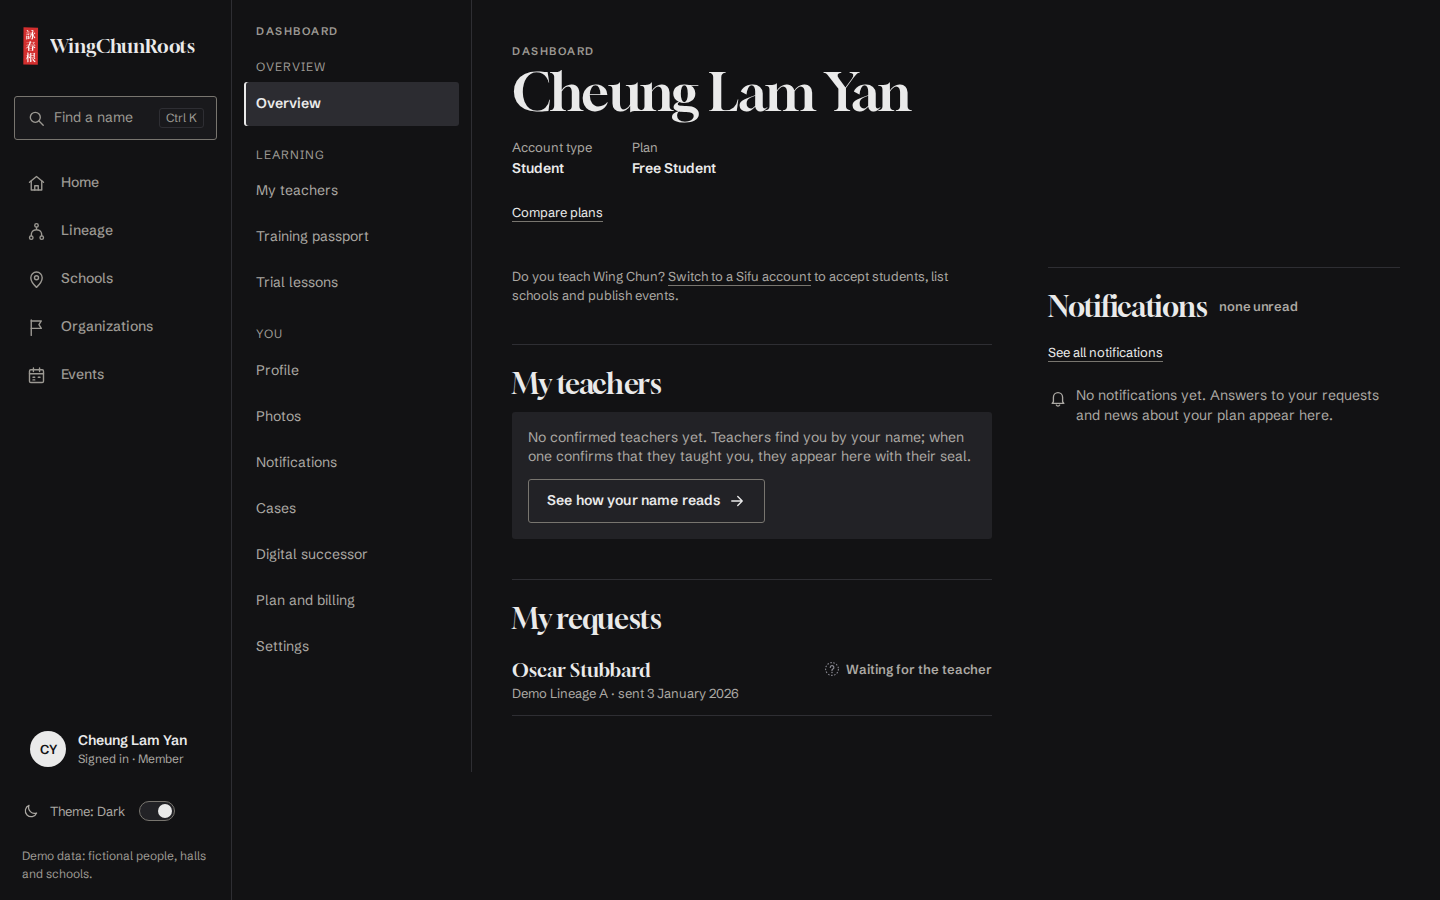 詠春根
WingChunRoots
Find a name
Ctrl K
Home
Lineage
Schools
Organizations
Events
Cheung Lam Yan
CY
Signed in · Member
Theme: Dark
Demo data: fictional people, halls
and schools.
DASHBOARD
OVERVIEW
Overview
LEARNING
My teachers
Training passport
Trial lessons
YOU
Profile
Photos
Notifications
Cases
Digital successor
Plan and billing
Settings
DASHBOARD
Cheung Lam Yan
Account type
Student
Plan
Free Student
Compare plans
Do you teach Wing Chun? Switch to a Sifu account to accept students, list
schools and publish events.
My teachers
No confirmed teachers yet. Teachers find you by your name; when
one confirms that they taught you, they appear here with their seal.
See how your name reads →
My requests
Oscar Stubbard
Waiting for the teacher
Demo Lineage A · sent 3 January 2026
Notifications
none unread
See all notifications
No notifications yet. Answers to your requests
and news about your plan appear here.